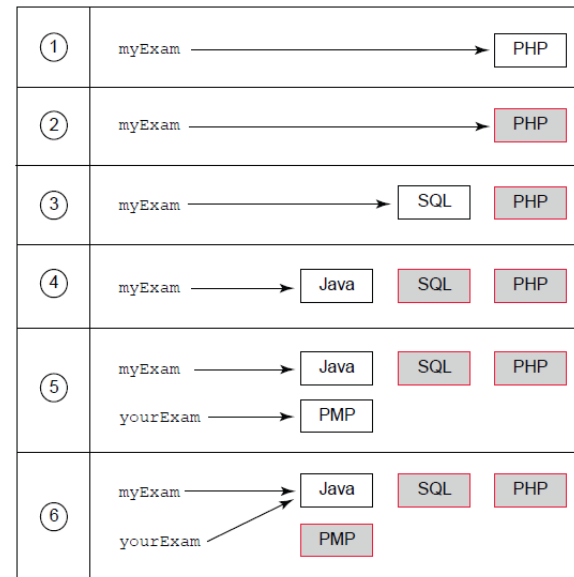 1 myExam PHP
2 myExam PHP
3 myExam SQL PHP
4 myExam Java SQL PHP
5 myExam Java SQL PHP
yourExam PMP
6 myExam Java SQL PHP
yourExam PMP